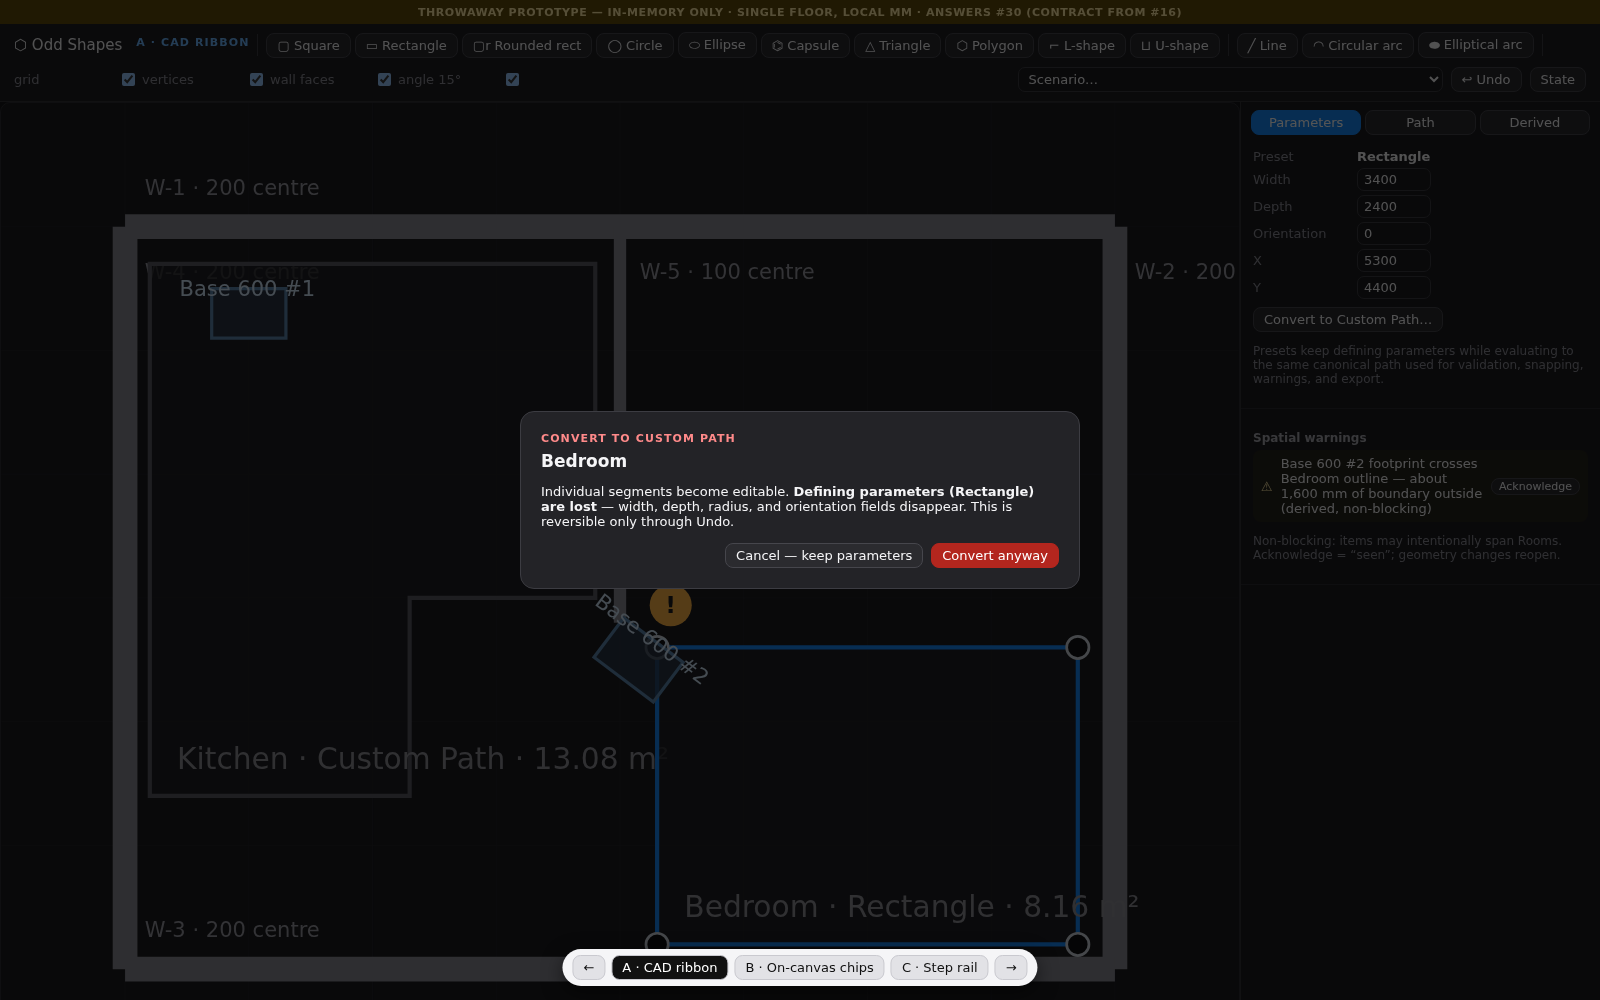 THROWAWAY PROTOTYPE — IN-MEMORY ONLY · SINGLE FLOOR, LOCAL MM · ANSWERS #30 (CONTRACT FROM #16)
⬡ Odd Shapes A · CAD RIBBON ▢ Square ▭ Rectangle ▢r Rounded rect ◯ Circle ⬭ Ellipse ⌬ Capsule △ Triangle ⬡ Polygon ⌐ L-shape ⊔ U-shape ╱ Line ◠ Circular arc ⬬ Elliptical arc
grid vertices wall faces angle 15° Scenario… ↩ Undo State
Parameters Path Derived
Preset Rectangle
Width 3400
Depth 2400
Orientation 0
X 5300
Y 4400
Convert to Custom Path…
Presets keep defining parameters while evaluating to
the same canonical path used for validation, snapping,
warnings, and export.
Spatial warnings
⚠ Base 600 #2 footprint crosses
Bedroom outline — about
1,600 mm of boundary outside
(derived, non-blocking)
Acknowledge
Non-blocking: items may intentionally span Rooms.
Acknowledge = “seen”; geometry changes reopen.
W-1 · 200 centre
W-4 · 200 centre
W-5 · 100 centre
W-2 · 200
Base 600 #1
CONVERT TO CUSTOM PATH
Bedroom
Individual segments become editable. Defining parameters (Rectangle)
are lost — width, depth, radius, and orientation fields disappear. This is
reversible only through Undo.
Cancel — keep parameters Convert anyway
!
Base 600 #2
Kitchen · Custom Path · 13.08 m²
Bedroom · Rectangle · 8.16 m²
W-3 · 200 centre
← A · CAD ribbon B · On-canvas chips C · Step rail →